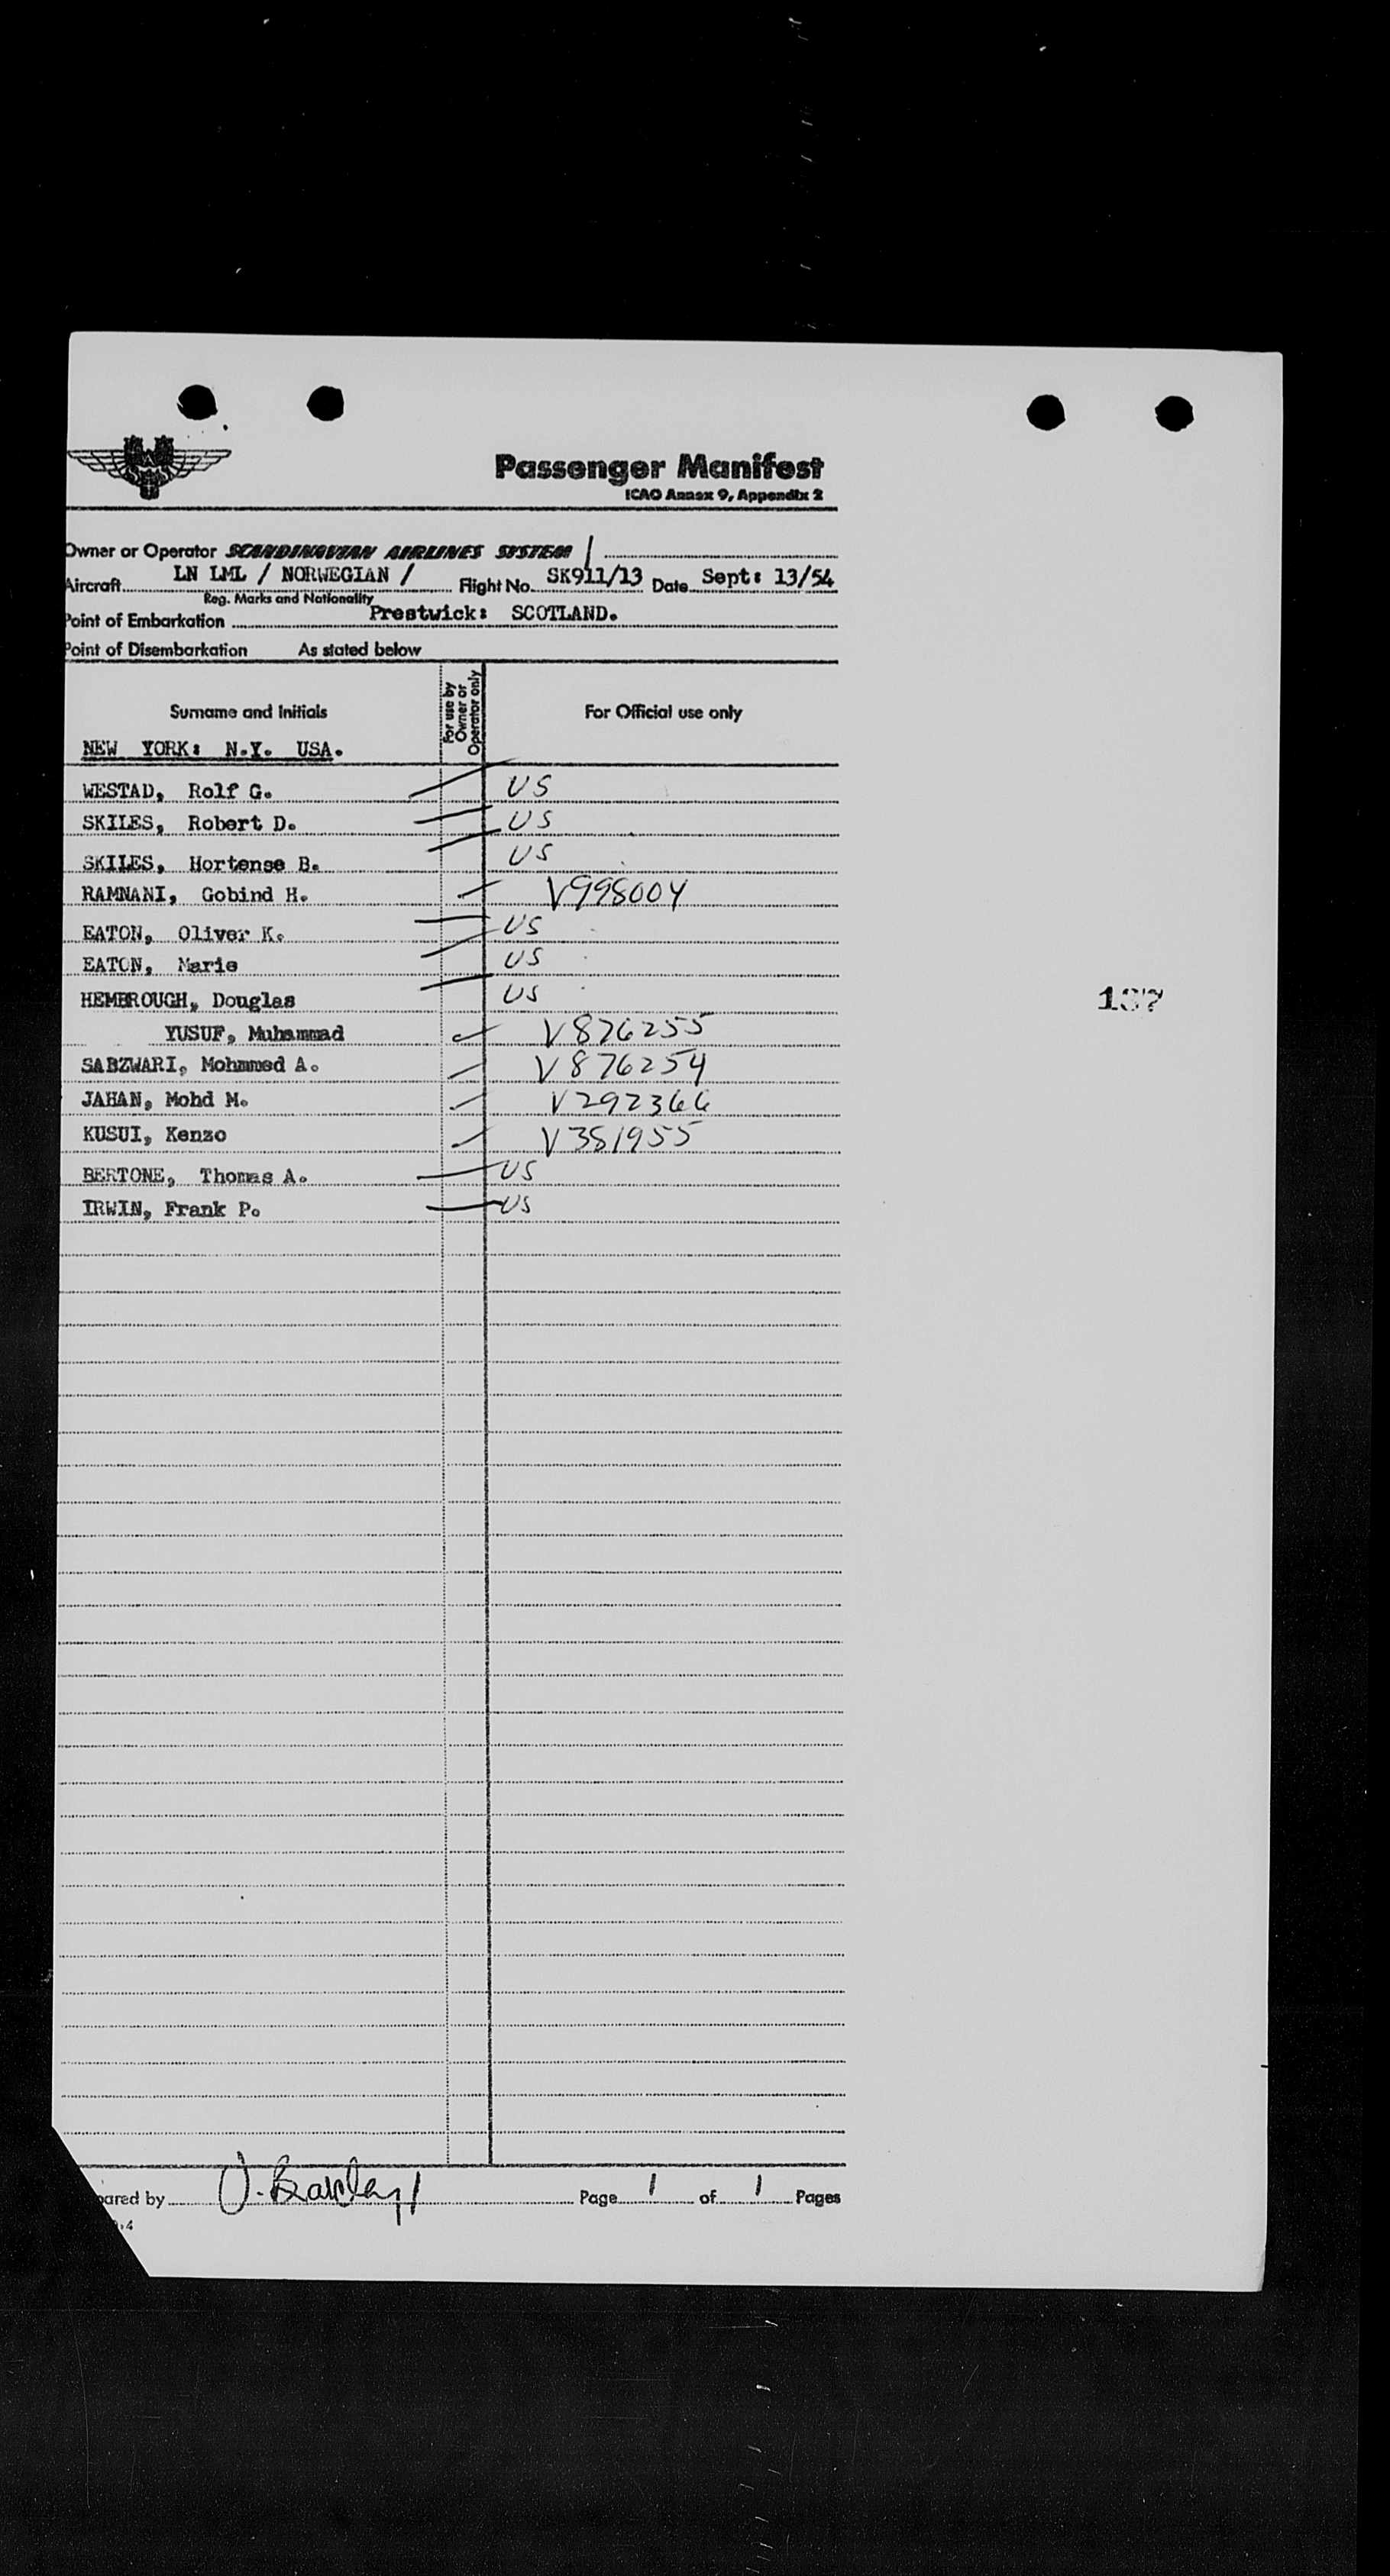 Passenger Manifest
ICAO Annex 9, Appendix 2
Owner or Operator SCANDINAVIAN AIRLINES SYSTEM
Aircraft LN LML / NORWEGIAN / Flight No. SK911/13 Date Sept: 13/54
Reg. Marks and Nationality
Point of Embarkation Prestwick: SCOTLAND.
Point of Disembarkation As stated below
Surname and Initials For use by Owner or Operator only For Official use only
NEW YORK: N.Y. USA.
WESTAD, Rolf G. US
SKILES, Robert D. US
SKILES, Hortense B. US
RAMNANI, Gobind H. V998004
EATON, Oliver K. US
EATON, Marie US
HEMBROUGH, Douglas US
137
YUSUF, Muhammad V876255
SABZWARI, Mohmmed A. V876254
JAHAN, Mohd M. V292366
KUSUI, Kenzo V381955
BERTONE, Thomas A. US
IRWIN, Frank P. US
ared by Page 1 of 1 Pages